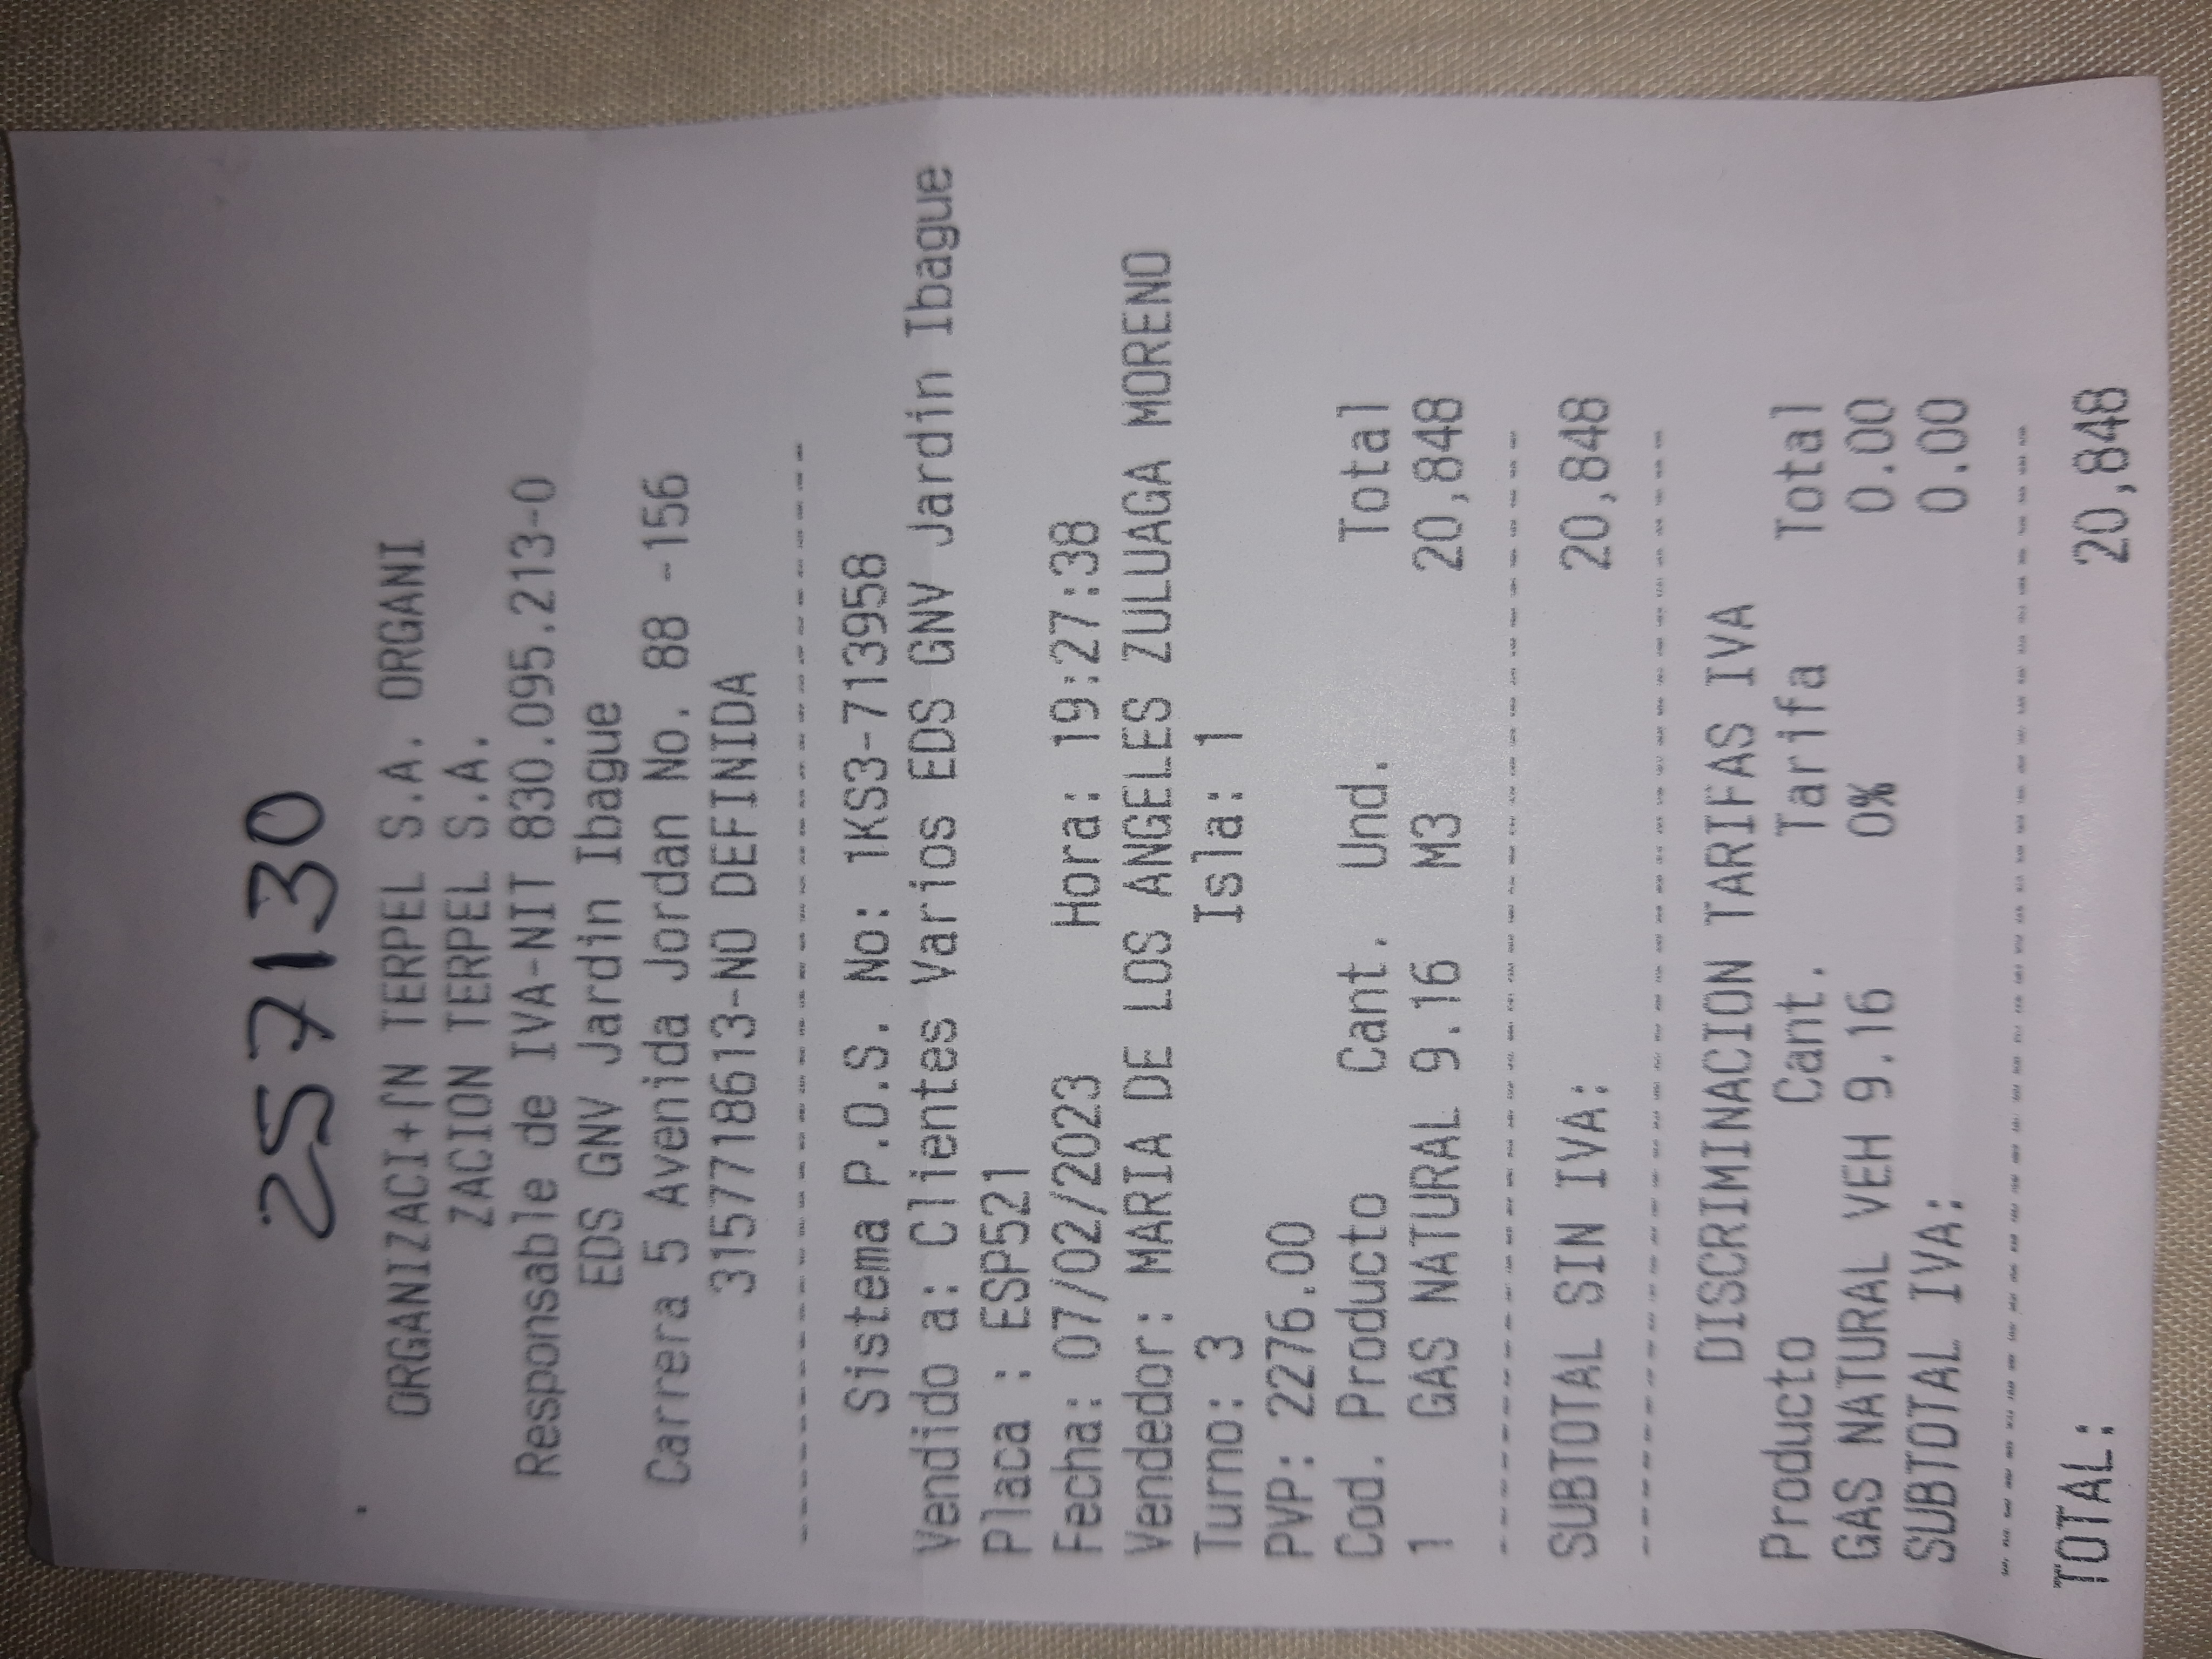 257130
ORGANIZACI+ΓN TERPEL S.A. ORGANI
ZACION TERPEL S.A.
Responsable de IVA-NIT 830.095.213-0
EDS GNV Jardin Ibague
Carrera 5 Avenida Jordan No. 88 -156
3157718613-NO DEFINIDA
Sistema P.O.S. No: 1KS3-713958
Vendido a: Clientes Varios EDS GNV Jardin Ibague
Placa : ESP521
Fecha: 07/02/2023 Hora: 19:27:38
Vendedor: MARIA DE LOS ANGELES ZULUAGA MORENO
Turno: 3 Isla: 1
PVP: 2276.00
Cod. Producto Cant. Und. Total
1 GAS NATURAL 9.16 M3 20,848
SUBTOTAL SIN IVA: 20,848
DISCRIMINACION TARIFAS IVA
Producto Cant. Tarifa Total
GAS NATURAL VEH 9.16 0% 0.00
SUBTOTAL IVA: 0.00
TOTAL: 20,848